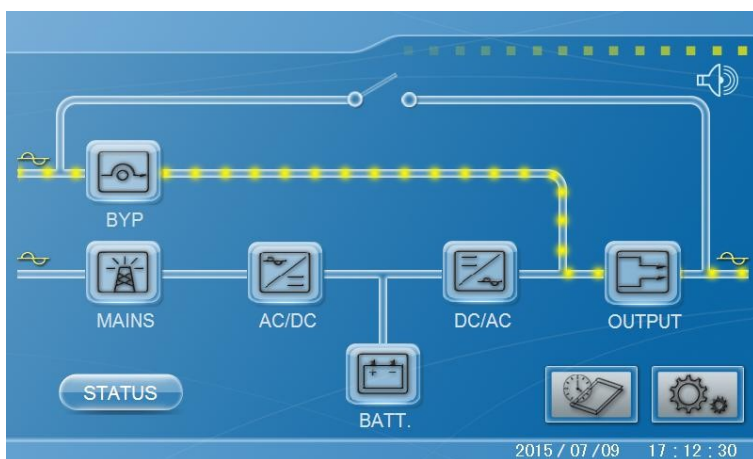 BYP
MAINS
AC/DC
DC/AC
OUTPUT
STATUS
BATT.
2015 / 07 / 09 17 : 12 : 30